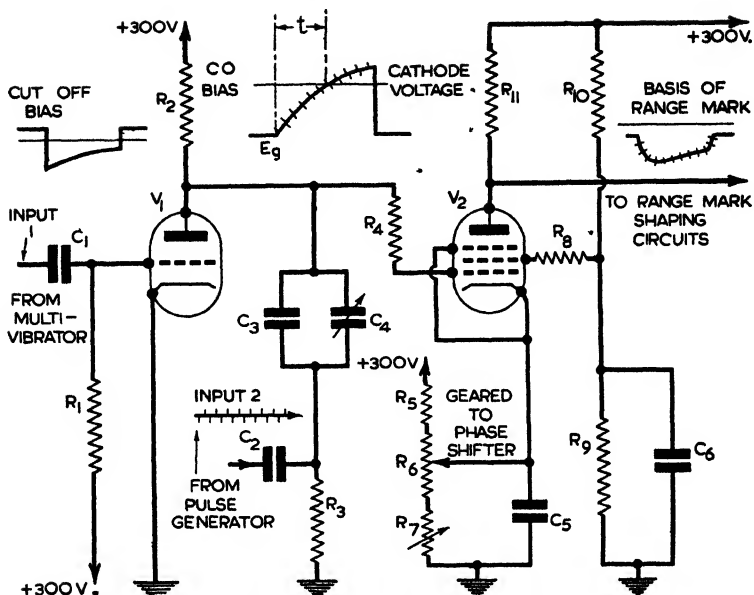 +300V
+300V.
CUT OFF
BIAS
R2
CO
BIAS
t
Eg
CATHODE
VOLTAGE
R11
R10
BASIS OF
RANGE MARK
TO RANGE MARK
SHAPING
CIRCUITS
V1
V2
INPUT
1
C1
FROM
MULTI-
VIBRATOR
R4
R8
C3
C4
R1
INPUT 2
C2
FROM
PULSE
GENERATOR
R3
+300V
R5
R6
R7
GEARED
TO
PHASE
SHIFTER
C5
R9
C6
+300V.